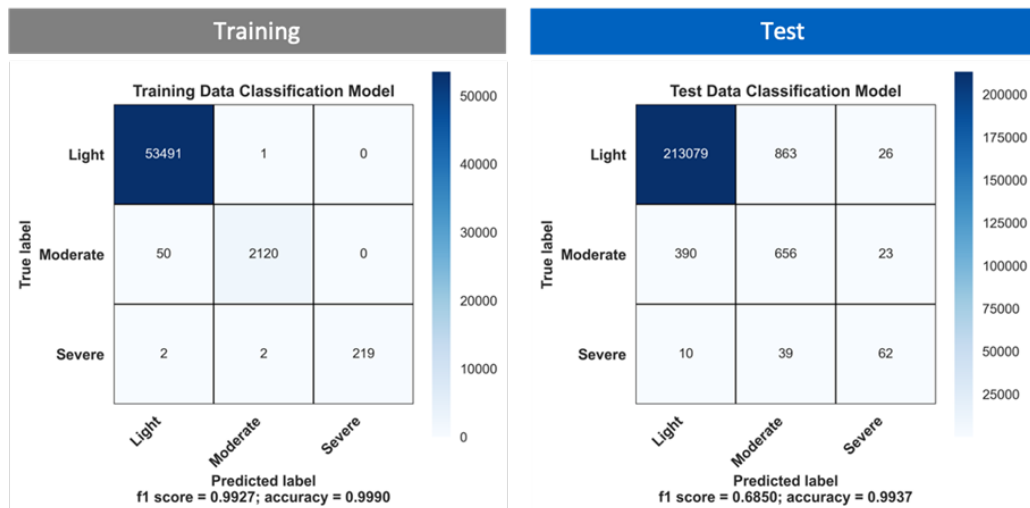 Training
Training Data Classification Model
Light
53491
1
0
Moderate
50
2120
0
Severe
2
2
219
Light
Moderate
Severe
True label
Predicted label
f1 score = 0.9927; accuracy = 0.9990
50000
40000
30000
20000
10000
0
Test
Test Data Classification Model
Light
213079
863
26
Moderate
390
656
23
Severe
10
39
62
Light
Moderate
Severe
True label
Predicted label
f1 score = 0.6850; accuracy = 0.9937
200000
175000
150000
125000
100000
75000
50000
25000